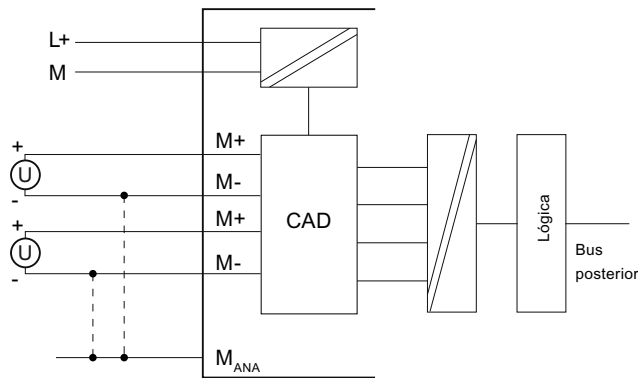 L+
M
+
M+
U
-
M-
+
M+
U
-
M-
CAD
Lógica
Bus
posterior
MANA